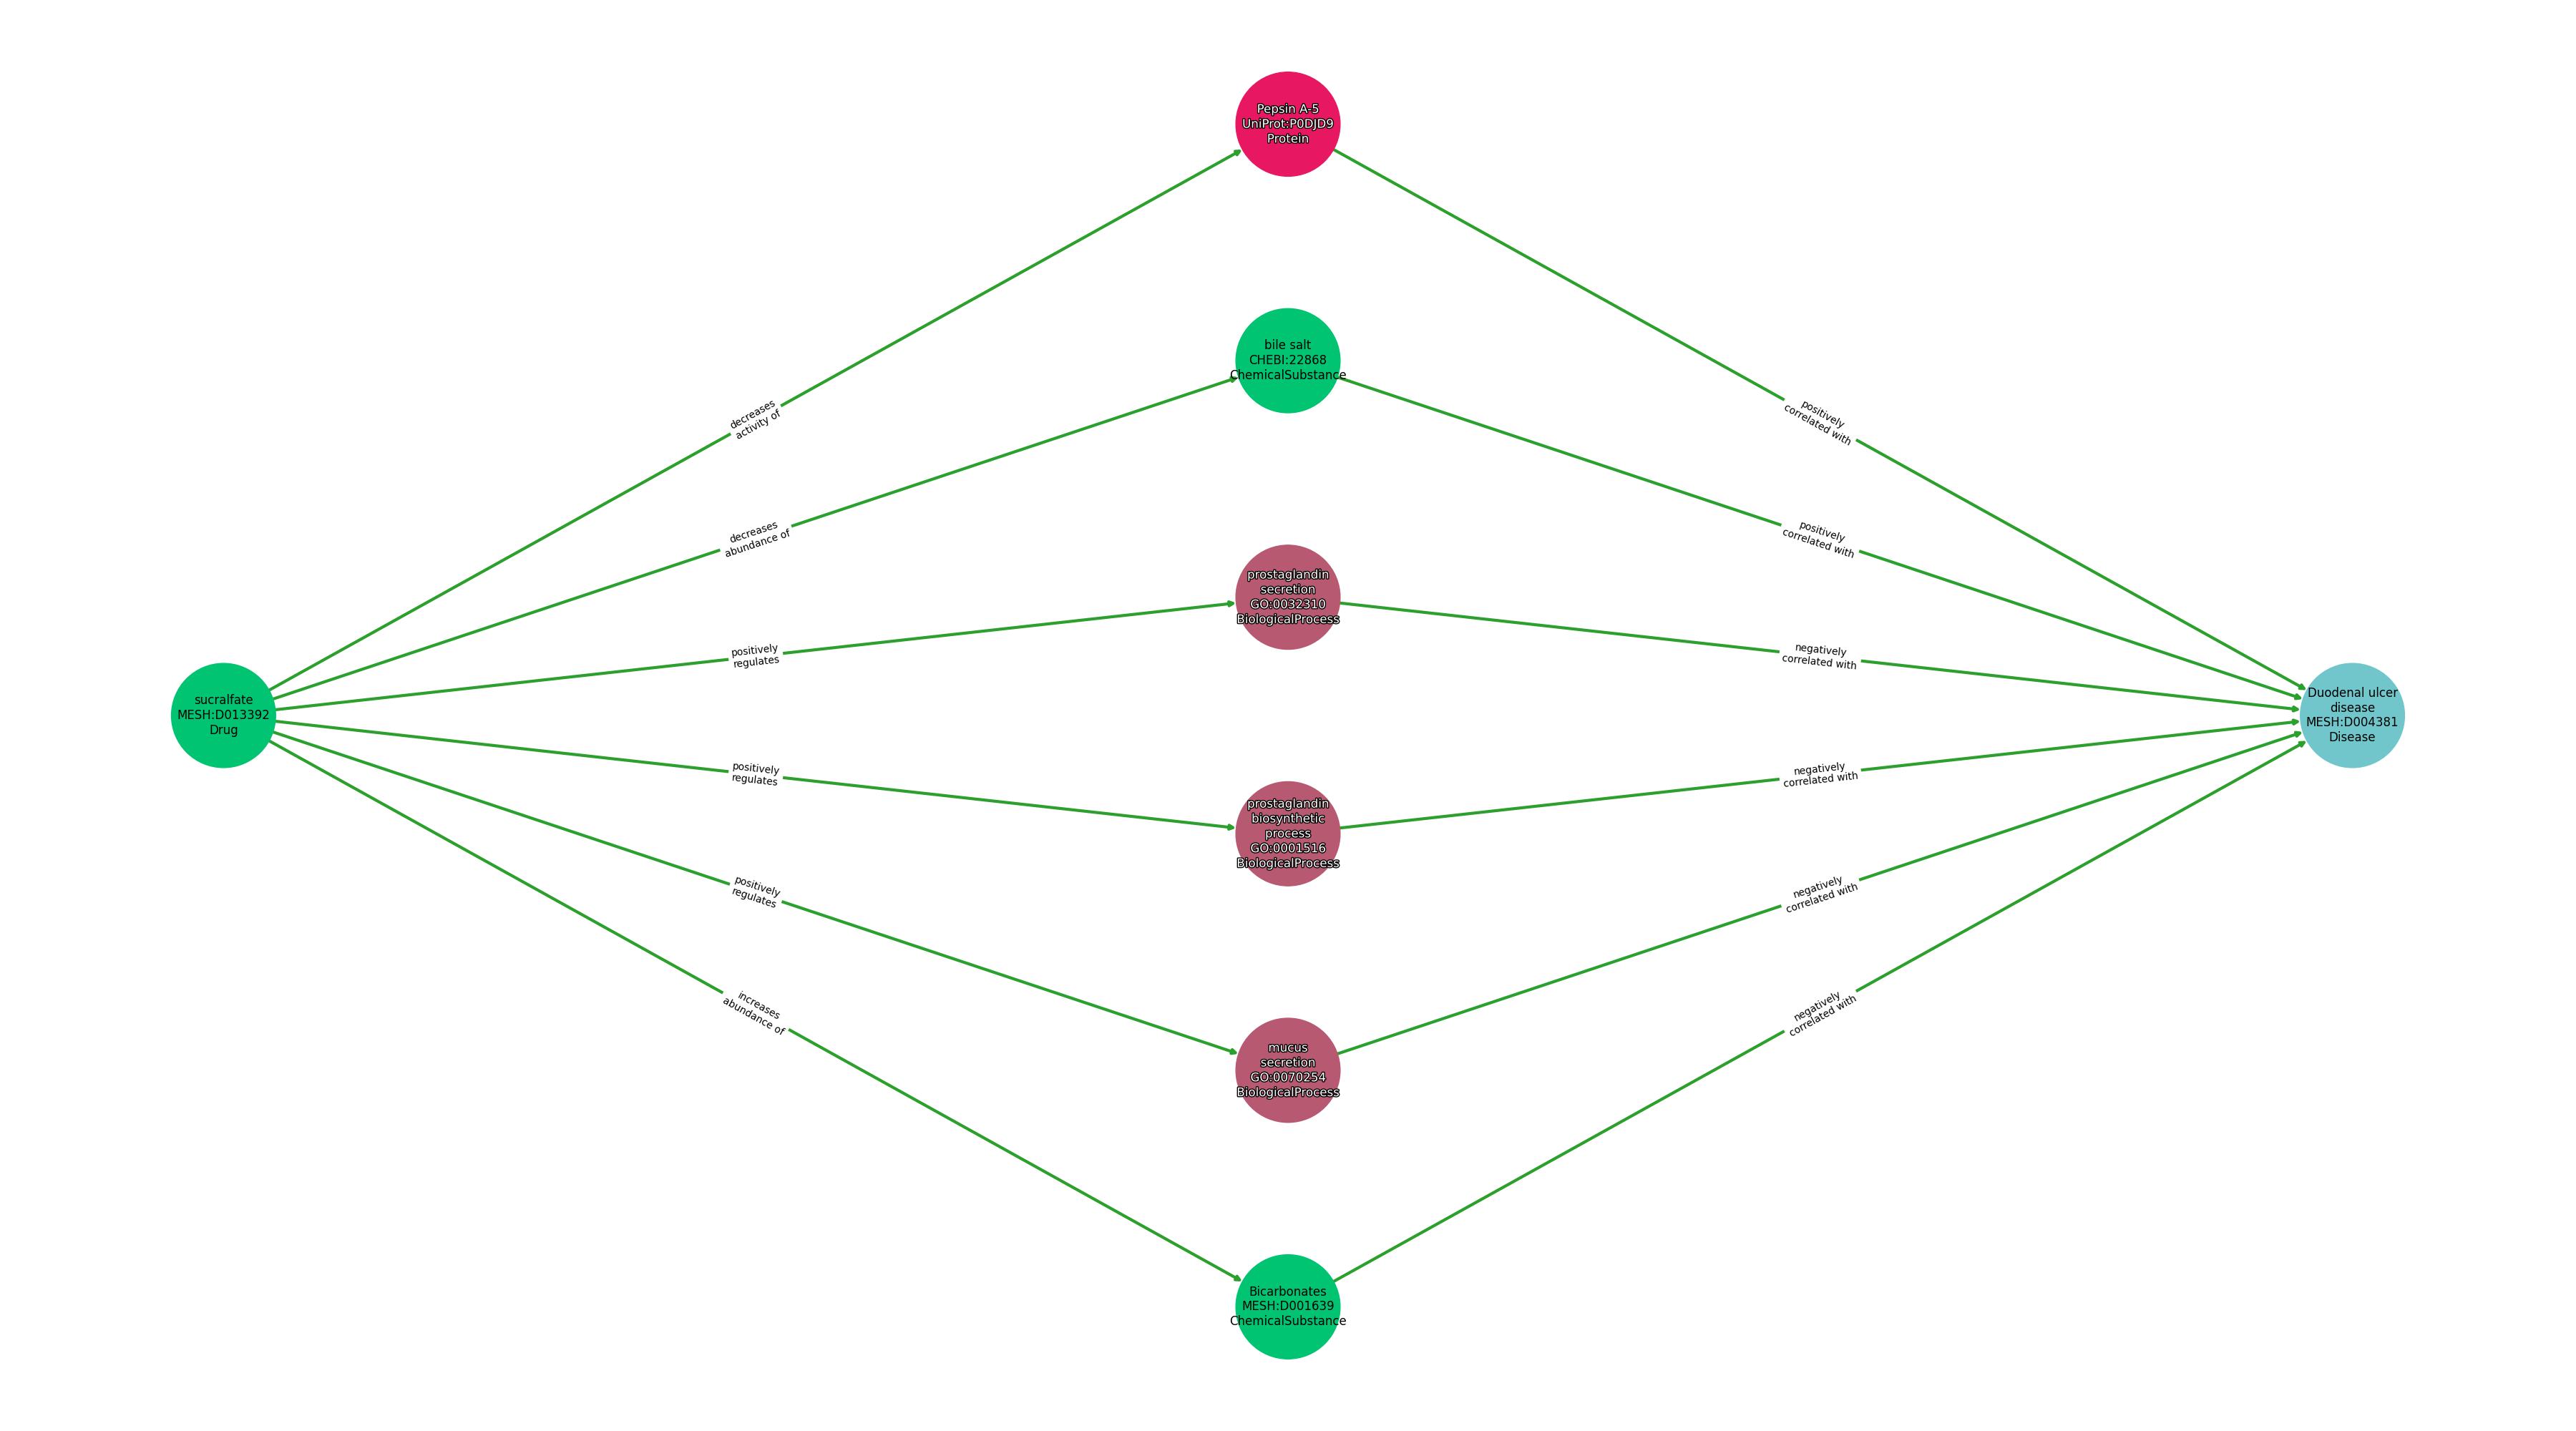 Pepsin A-5
UniProt:P0DJD9
Protein
decreases
activity of
positively
correlated with
bile salt
CHEBI:22868
ChemicalSubstance
decreases
abundance of
positively
correlated with
prostaglandin
secretion
GO:0032310
BiologicalProcess
positively
regulates
negatively
correlated with
sucralfate
MESH:D013392
Drug
Duodenal ulcer
disease
MESH:D004381
Disease
positively
regulates
negatively
correlated with
prostaglandin
biosynthetic
process
GO:0001516
BiologicalProcess
positively
regulates
negatively
correlated with
mucus
secretion
GO:0070254
BiologicalProcess
increases
abundance of
negatively
correlated with
Bicarbonates
MESH:D001639
ChemicalSubstance